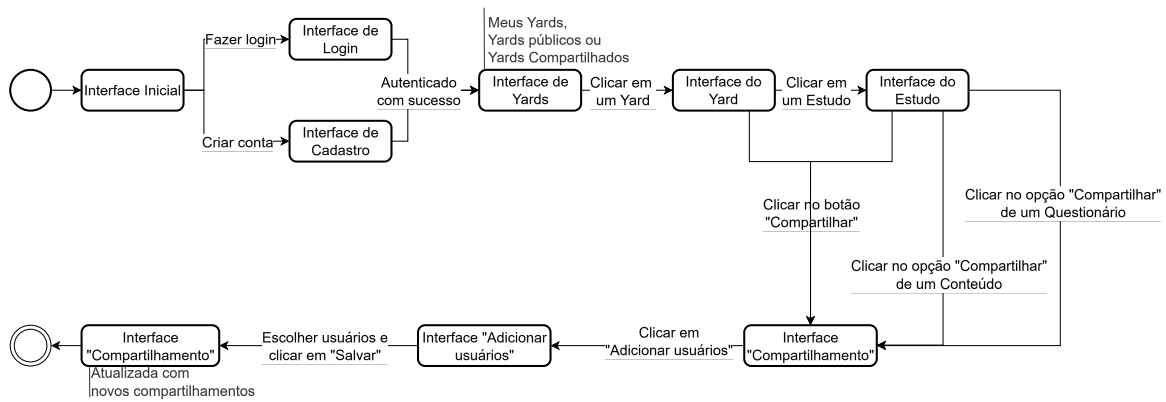 Meus Yards,
Yards públicos ou
Yards Compartilhados
Interface de
Login
Fazer login
Interface Inicial
Autenticado
com sucesso
Interface de
Yards
Clicar em
um Yard
Interface do
Yard
Clicar em
um Estudo
Interface do
Estudo
Criar conta
Interface de
Cadastro
Clicar no botão
"Compartilhar"
Clicar no opção "Compartilhar"
de um Questionário
Clicar no opção "Compartilhar"
de um Conteúdo
Interface
"Compartilhamento"
Clicar em
"Adicionar usuários"
Interface "Adicionar
usuários"
Escolher usuários e
clicar em "Salvar"
Interface
"Compartilhamento"
Atualizada com
novos compartilhamentos